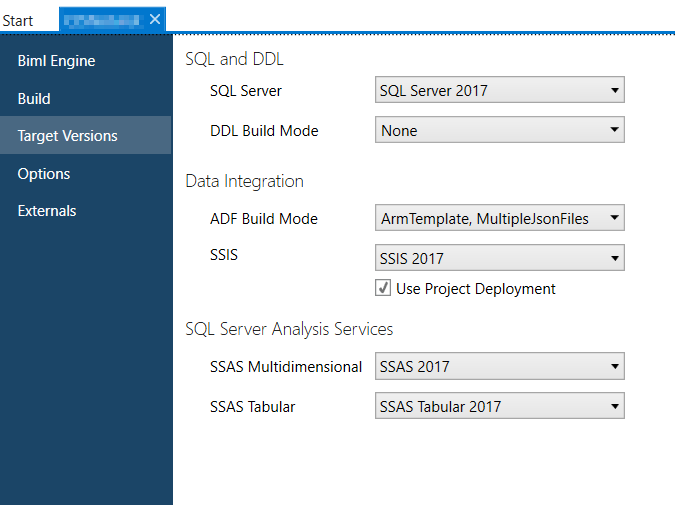 Start
Biml Engine
Build
Target Versions
Options
Externals
SQL and DDL
SQL Server SQL Server 2017
DDL Build Mode None
Data Integration
ADF Build Mode ArmTemplate, MultipleJsonFiles
SSIS SSIS 2017
Use Project Deployment
SQL Server Analysis Services
SSAS Multidimensional SSAS 2017
SSAS Tabular SSAS Tabular 2017